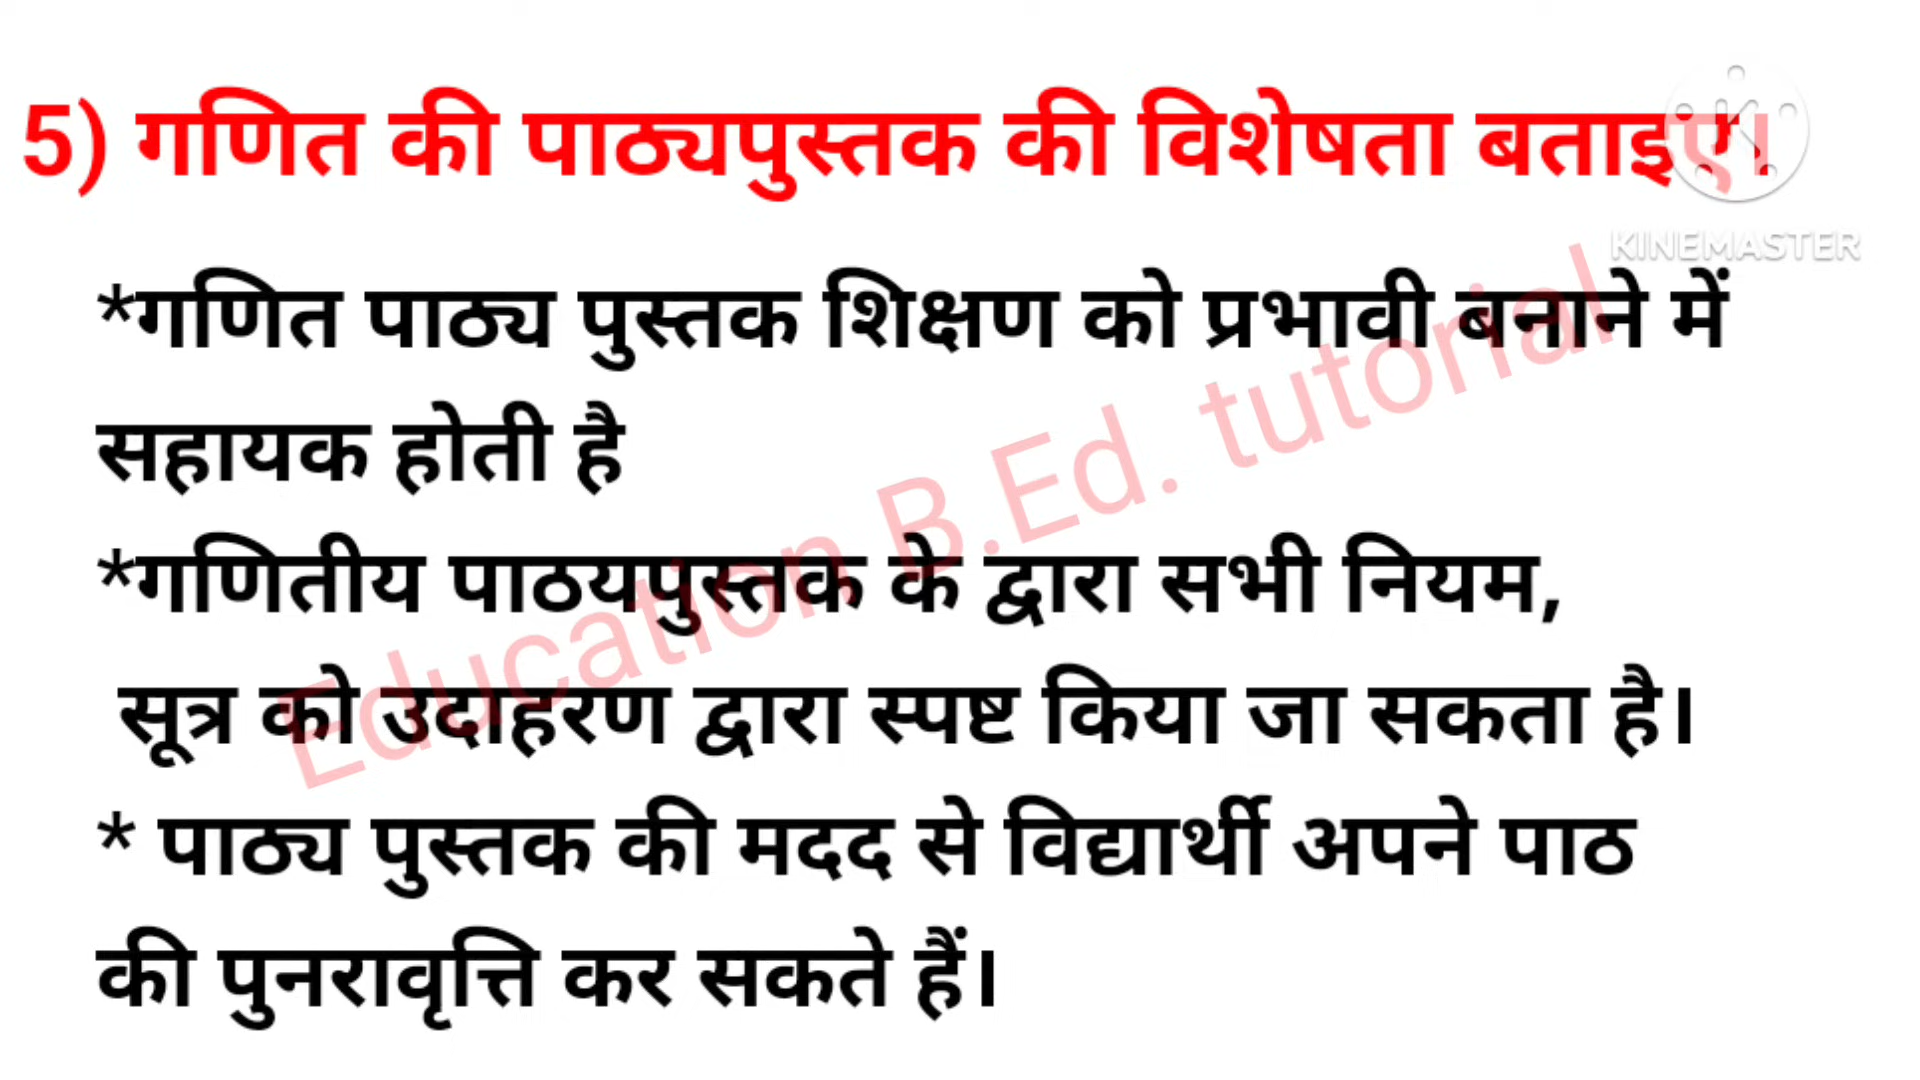 5) गणित की पाठ्यपुस्तक की विशेषता बताइए।
KINEMASTER
*गणित पाठ्य पुस्तक शिक्षण को प्रभावी बनाने में
सहायक होती है
*गणितीय पाठयपुस्तक के द्वारा सभी नियम,
सूत्र को उदाहरण द्वारा स्पष्ट किया जा सकता है।
* पाठ्य पुस्तक की मदद से विद्यार्थी अपने पाठ
की पुनरावृत्ति कर सकते हैं।
Education B.Ed. tutorial